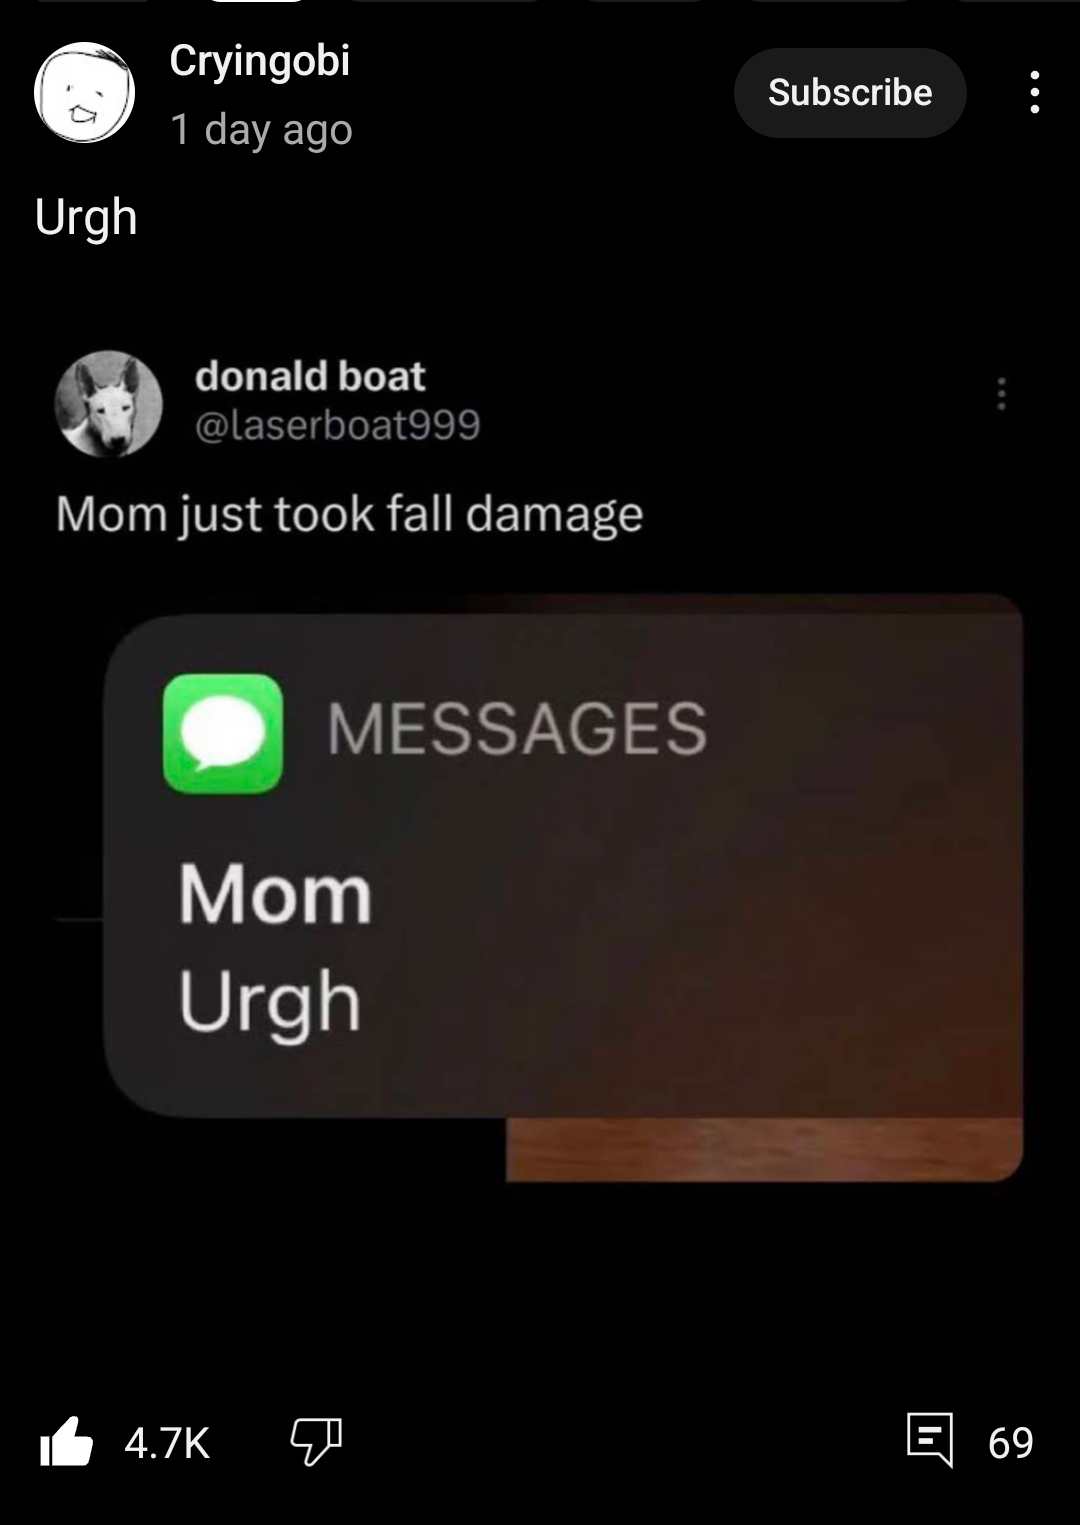 Cryingobi
Subscribe
1 day ago
Urgh
donald boat
@laserboat999
Mom just took fall damage
MESSAGES
Mom
Urgh
4.7K
69